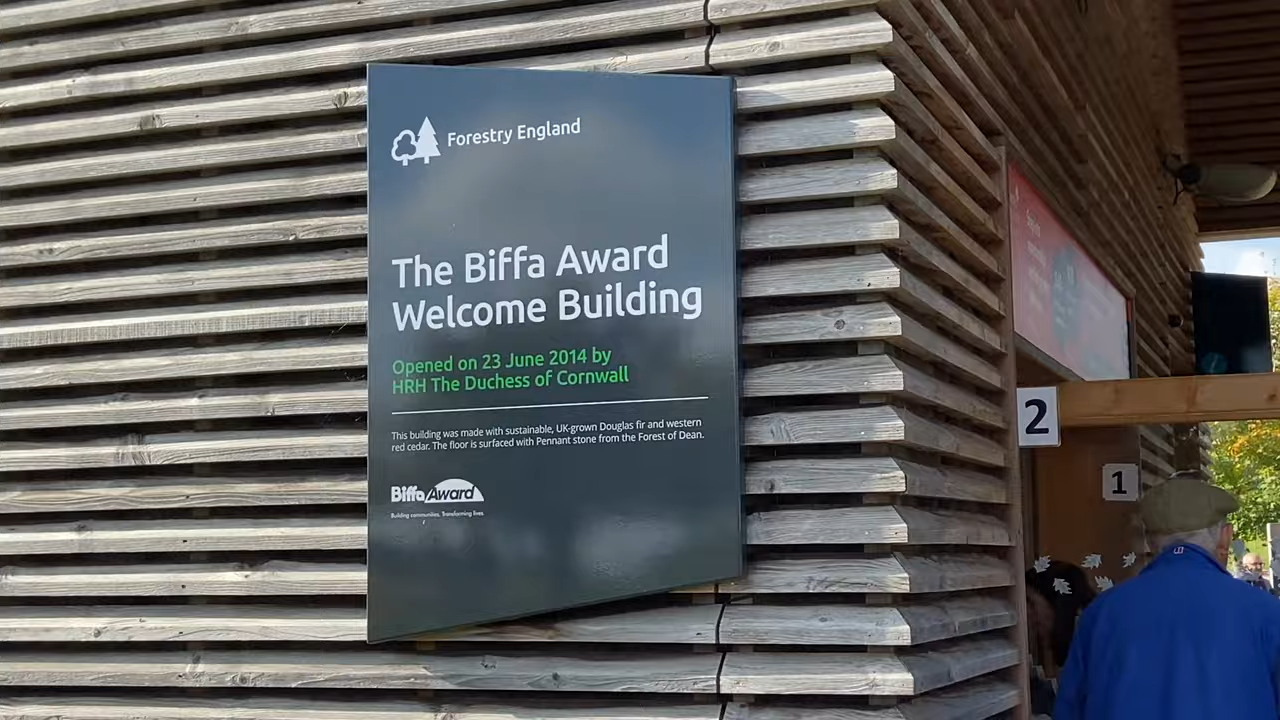 Forestry England
The Biffa Award
Welcome Building
Opened on 23 June 2014 by
HRH The Duchess of Cornwall
This building was made with sustainable, UK-grown Douglas fir and western
red cedar. The floor is surfaced with Pennant stone from the Forest of Dean.
Biffa Award
Building communities. Transforming lives.
2
1